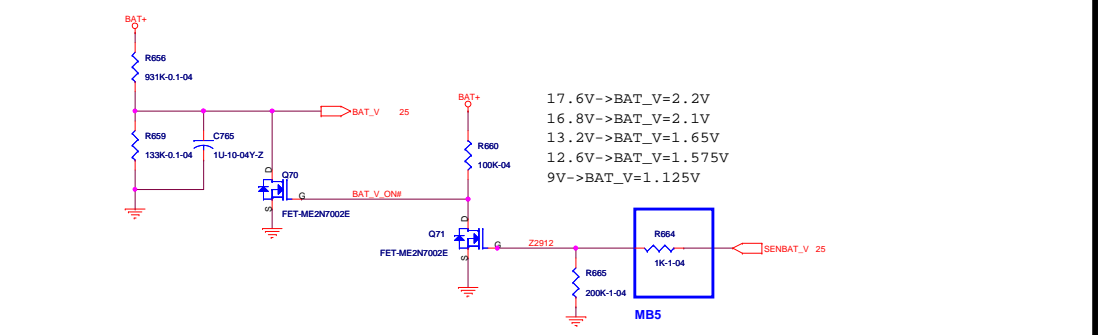 BAT+
R656
931K-0.1-04
BAT_V 25
R659
133K-0.1-04
C765
1U-10-04Y-Z
D
Q70
G
S
FET-ME2N7002E
BAT_V_ON#
BAT+
R660
100K-04
17.6V->BAT_V=2.2V
16.8V->BAT_V=2.1V
13.2V->BAT_V=1.65V
12.6V->BAT_V=1.575V
9V->BAT_V=1.125V
D
Q71
G
S
FET-ME2N7002E
Z2912
R664
1K-1-04
SENBAT_V 25
R665
200K-1-04
MB5